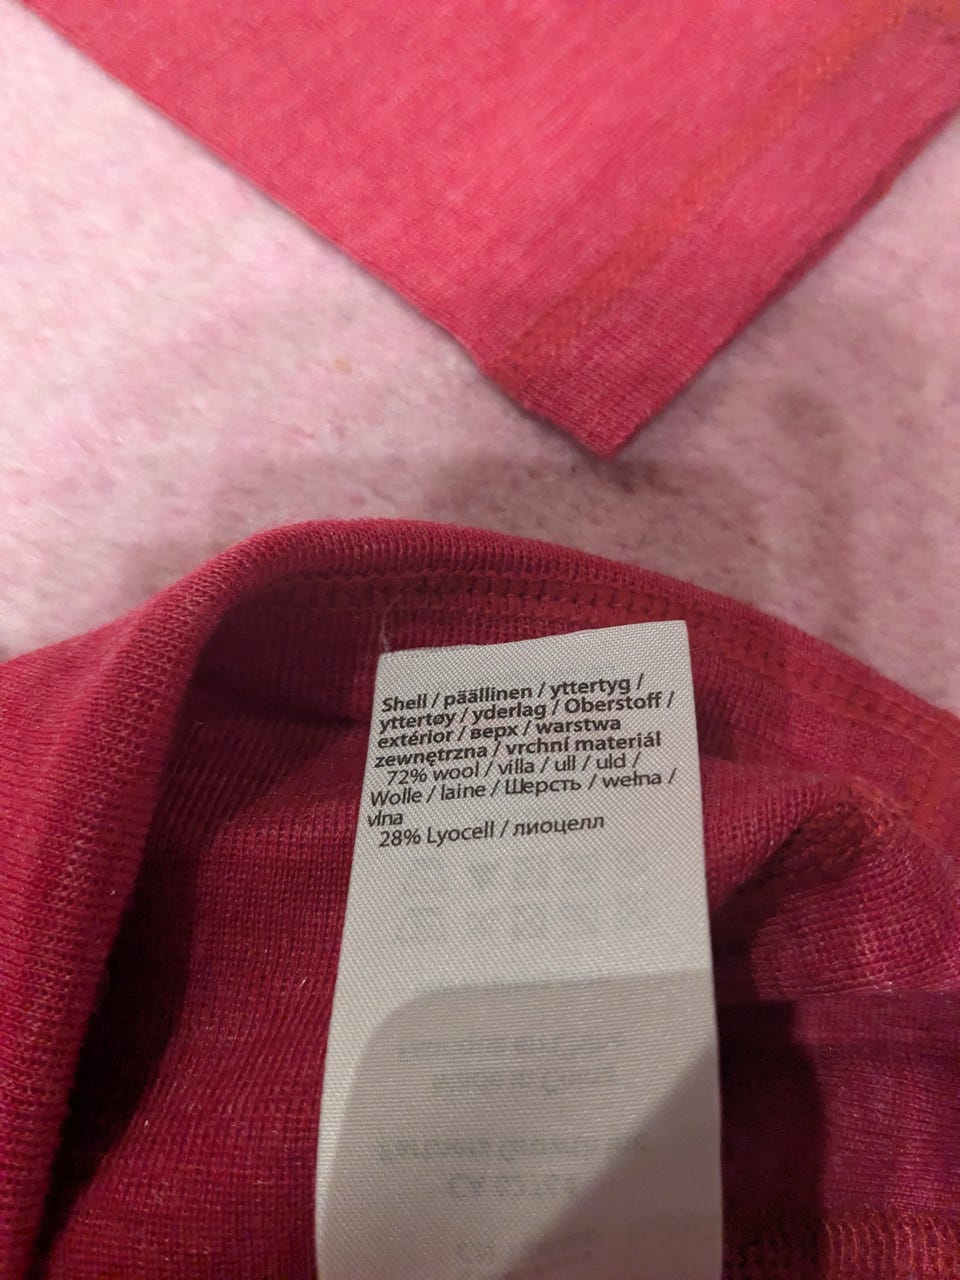 Shell / päällinen / yttertyg /
yttertøy / yderlag / Oberstoff /
extérior / верх / warstwa
zewnętrzna / vrchní materiál
72% wool / villa / ull / uld /
Wolle / laine / Шерсть / wełna /
vlna
28% Lyocell / лиоцелл